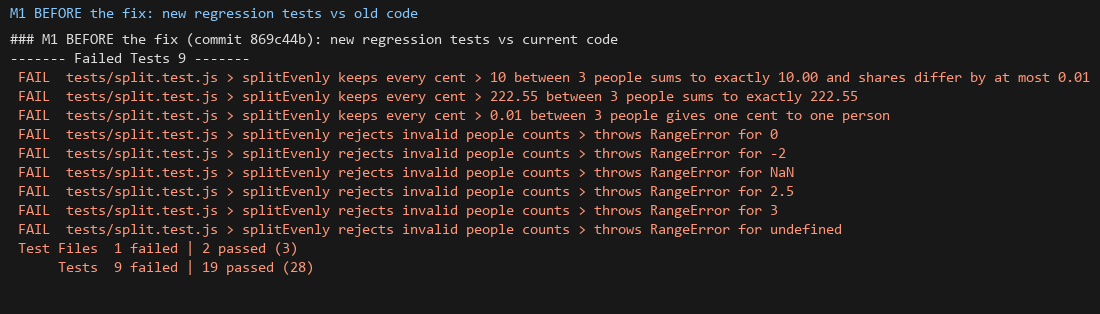 M1 BEFORE the fix: new regression tests vs old code
### M1 BEFORE the fix (commit 869c44b): new regression tests vs current code
------- Failed Tests 9 -------
FAIL  tests/split.test.js > splitEvenly keeps every cent > 10 between 3 people sums to exactly 10.00 and shares differ by at most 0.01
FAIL  tests/split.test.js > splitEvenly keeps every cent > 222.55 between 3 people sums to exactly 222.55
FAIL  tests/split.test.js > splitEvenly keeps every cent > 0.01 between 3 people gives one cent to one person
FAIL  tests/split.test.js > splitEvenly rejects invalid people counts > throws RangeError for 0
FAIL  tests/split.test.js > splitEvenly rejects invalid people counts > throws RangeError for -2
FAIL  tests/split.test.js > splitEvenly rejects invalid people counts > throws RangeError for NaN
FAIL  tests/split.test.js > splitEvenly rejects invalid people counts > throws RangeError for 2.5
FAIL  tests/split.test.js > splitEvenly rejects invalid people counts > throws RangeError for 3
FAIL  tests/split.test.js > splitEvenly rejects invalid people counts > throws RangeError for undefined
Test Files  1 failed | 2 passed (3)
Tests  9 failed | 19 passed (28)